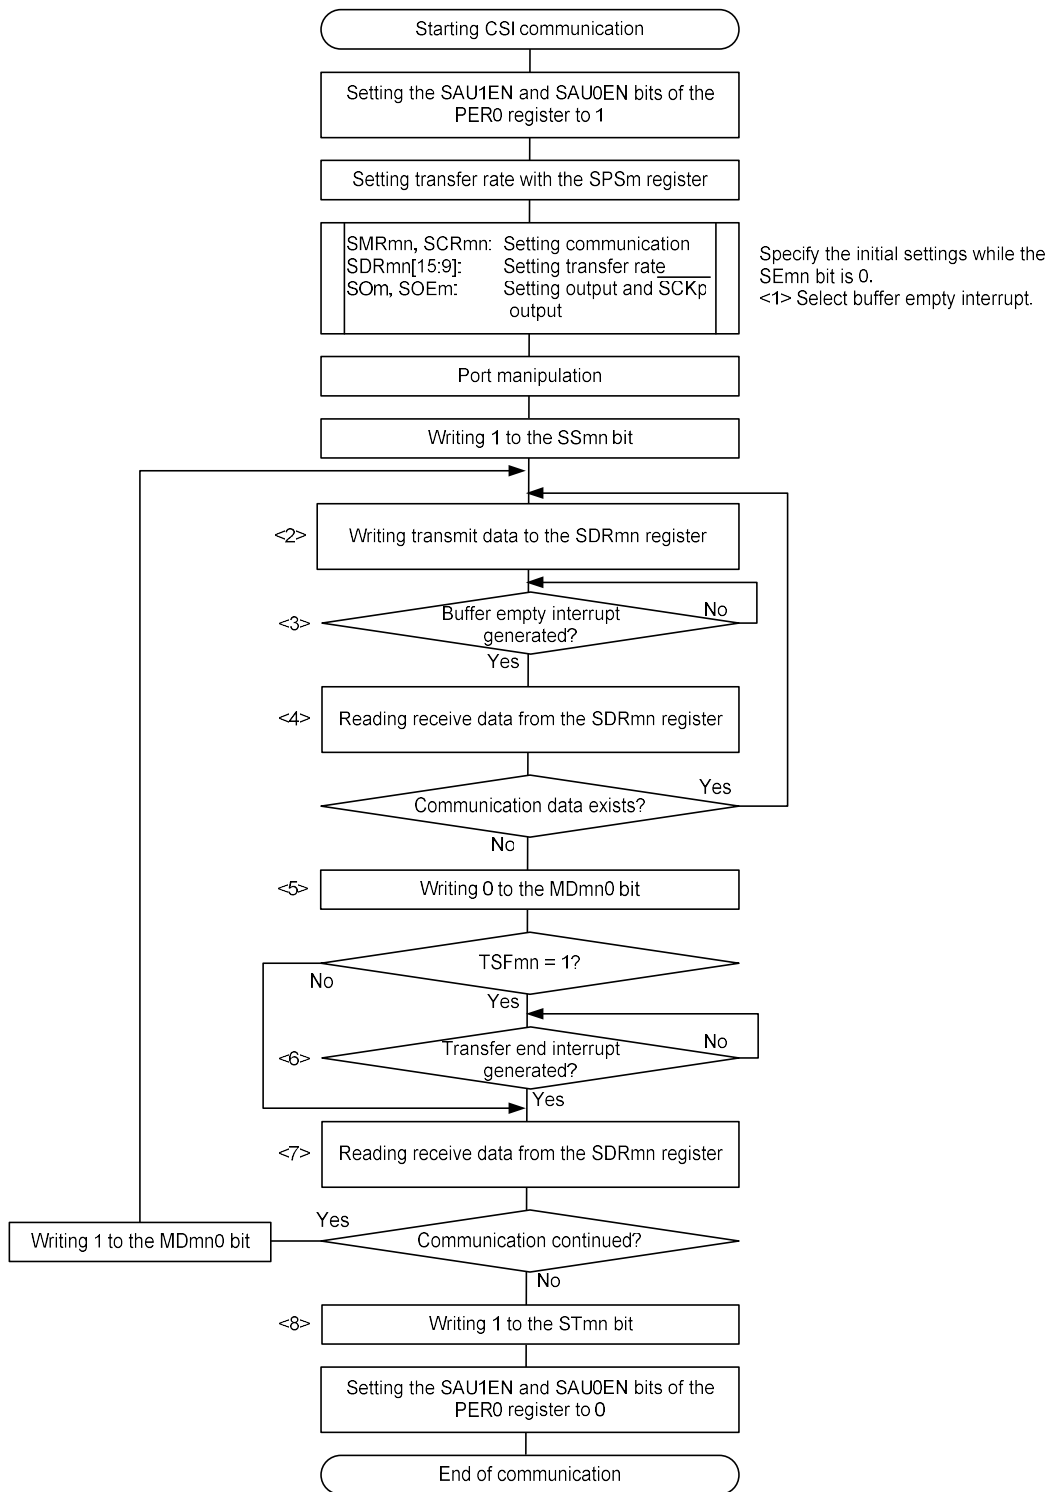 Starting CSI communication
Setting the SAU1EN and SAU0EN bits of the
PER0 register to 1
Setting transfer rate with the SPSm register
SMRmn, SCRmn: Setting communication
SDRmn[15:9]: Setting transfer rate
SOm, SOEm: Setting output and SCKp
output
Specify the initial settings while the
SEmn bit is 0.
<1> Select buffer empty interrupt.
Port manipulation
Writing 1 to the SSmn bit
<2> Writing transmit data to the SDRmn register
<3> Buffer empty interrupt
generated?
No
Yes
<4> Reading receive data from the SDRmn register
Communication data exists?
Yes
No
<5> Writing 0 to the MDmn0 bit
TSFmn = 1?
No
Yes
<6> Transfer end interrupt
generated?
No
Yes
<7> Reading receive data from the SDRmn register
Yes
Writing 1 to the MDmn0 bit
Communication continued?
No
<8> Writing 1 to the STmn bit
Setting the SAU1EN and SAU0EN bits of the
PER0 register to 0
End of communication